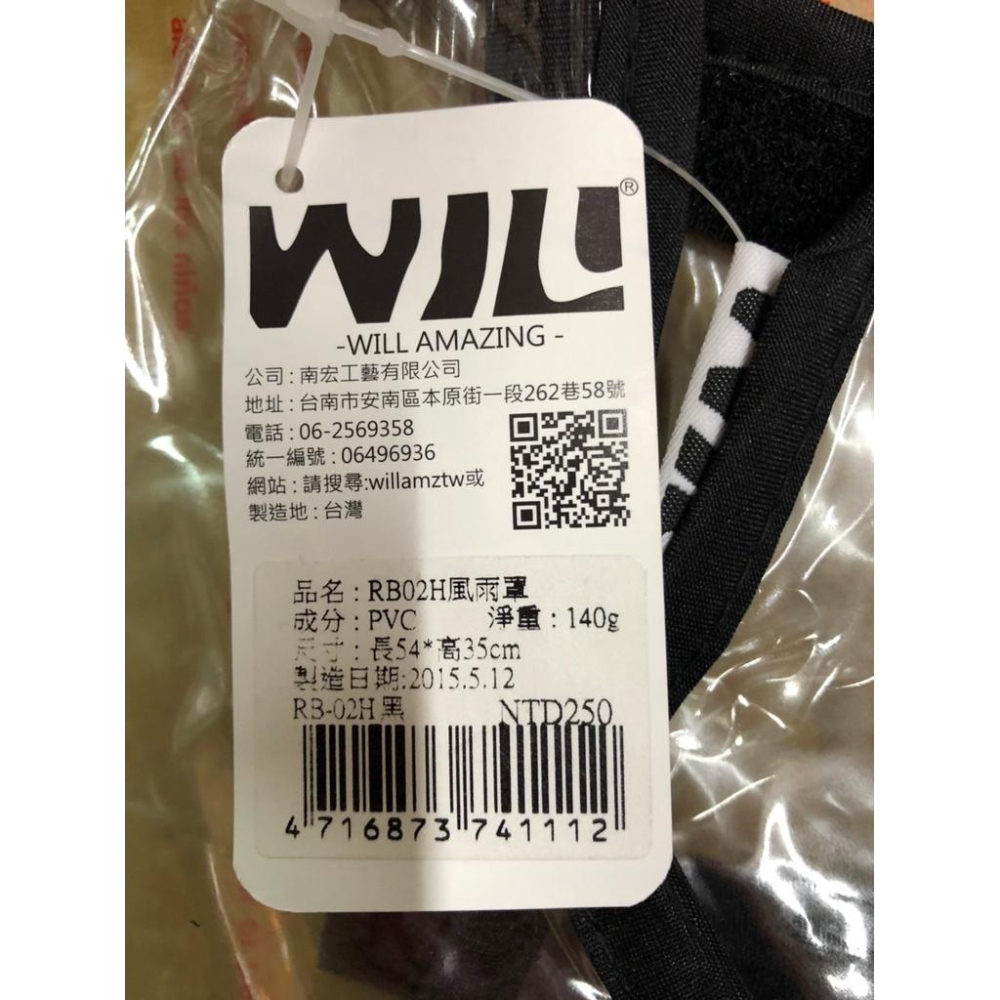 WILL®
-WILL AMAZING -
公司 : 南宏工藝有限公司
地址 : 台南市安南區本原街一段262巷58號
電話 : 06-2569358
統一編號 : 06496936
網站 : 請搜尋:willamztw或
製造地 : 台灣
品名 : RB02H風雨罩
成分 : PVC 淨重 : 140g
尺寸 : 長54*高35cm
製造日期:2015.5.12
RB-02H 黑 NTD250
4 716873 741112
niños